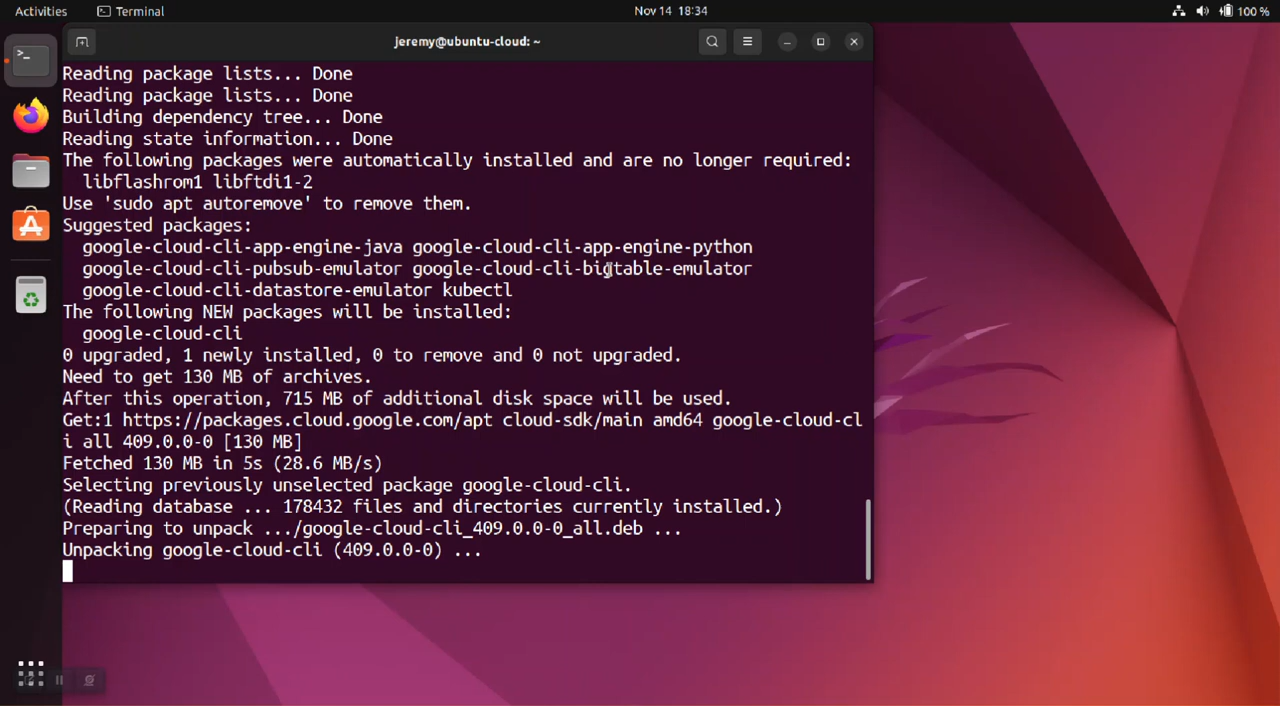 Activities
Terminal
Nov 14 18:34
100 %
jeremy@ubuntu-cloud: ~
Reading package lists... Done
Reading package lists... Done
Building dependency tree... Done
Reading state information... Done
The following packages were automatically installed and are no longer required:
libflashrom1 libftdi1-2
Use 'sudo apt autoremove' to remove them.
Suggested packages:
google-cloud-cli-app-engine-java google-cloud-cli-app-engine-python
google-cloud-cli-pubsub-emulator google-cloud-cli-bigtable-emulator
google-cloud-cli-datastore-emulator kubectl
The following NEW packages will be installed:
google-cloud-cli
0 upgraded, 1 newly installed, 0 to remove and 0 not upgraded.
Need to get 130 MB of archives.
After this operation, 715 MB of additional disk space will be used.
Get:1 https://packages.cloud.google.com/apt cloud-sdk/main amd64 google-cloud-cl
i all 409.0.0-0 [130 MB]
Fetched 130 MB in 5s (28.6 MB/s)
Selecting previously unselected package google-cloud-cli.
(Reading database ... 178432 files and directories currently installed.)
Preparing to unpack .../google-cloud-cli_409.0.0-0_all.deb ...
Unpacking google-cloud-cli (409.0.0-0) ...